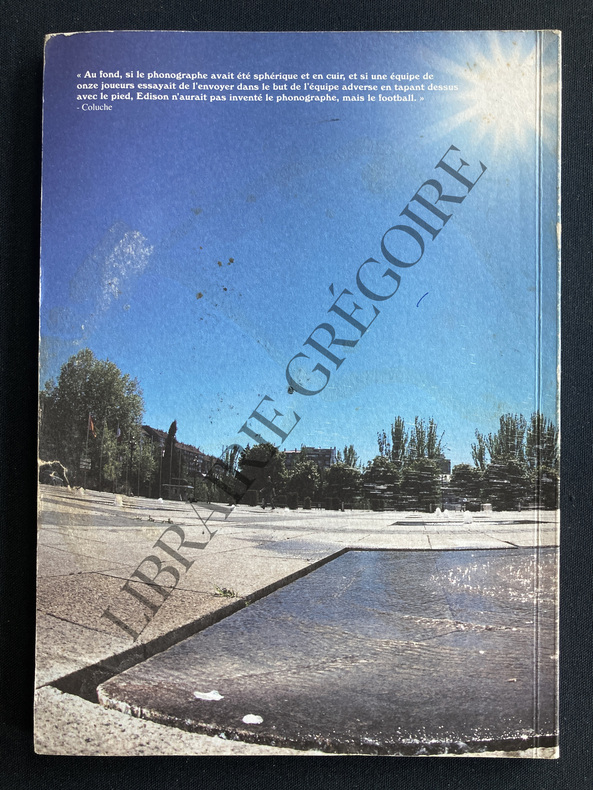 « Au fond, si le phonographe avait été sphérique et en cuir, et si une équipe de
onze joueurs essayait de l'envoyer dans le but de l'équipe adverse en tapant dessus
avec le pied, Edison n'aurait pas inventé le phonographe, mais le football. »
- Coluche
LIBRAIRIE GRÉGOIRE